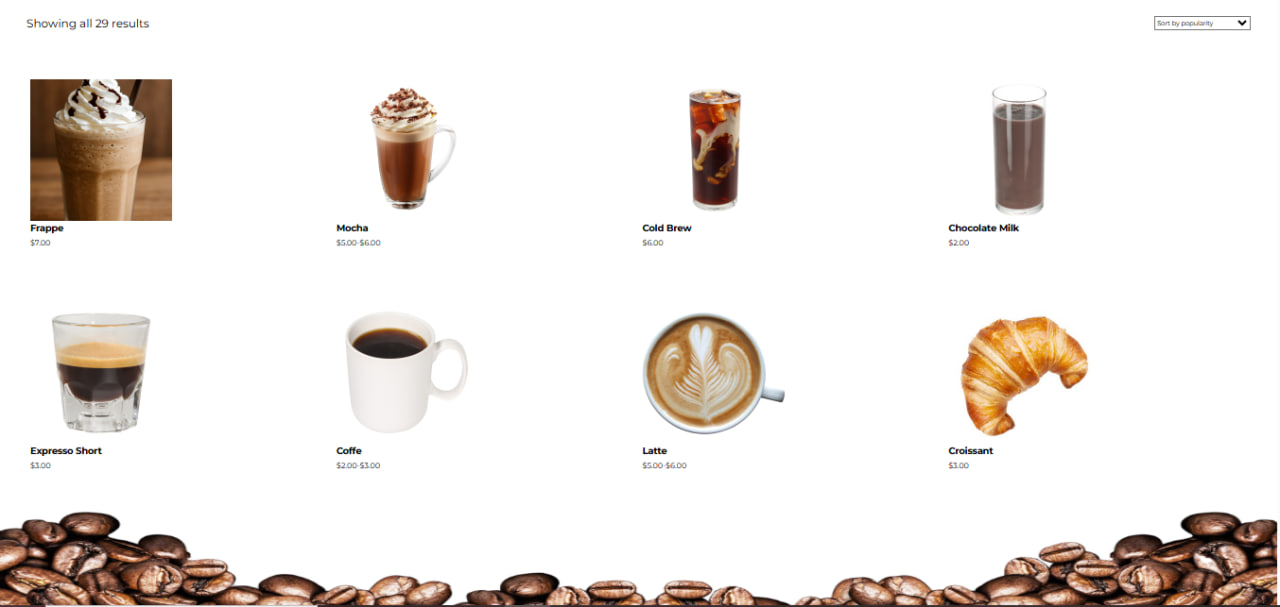 Showing all 29 results
Sort by popularity
Frappe
$7.00
Mocha
$5.00-$6.00
Cold Brew
$6.00
Chocolate Milk
$2.00
Expresso Short
$3.00
Coffe
$2.00-$3.00
Latte
$5.00-$6.00
Croissant
$3.00